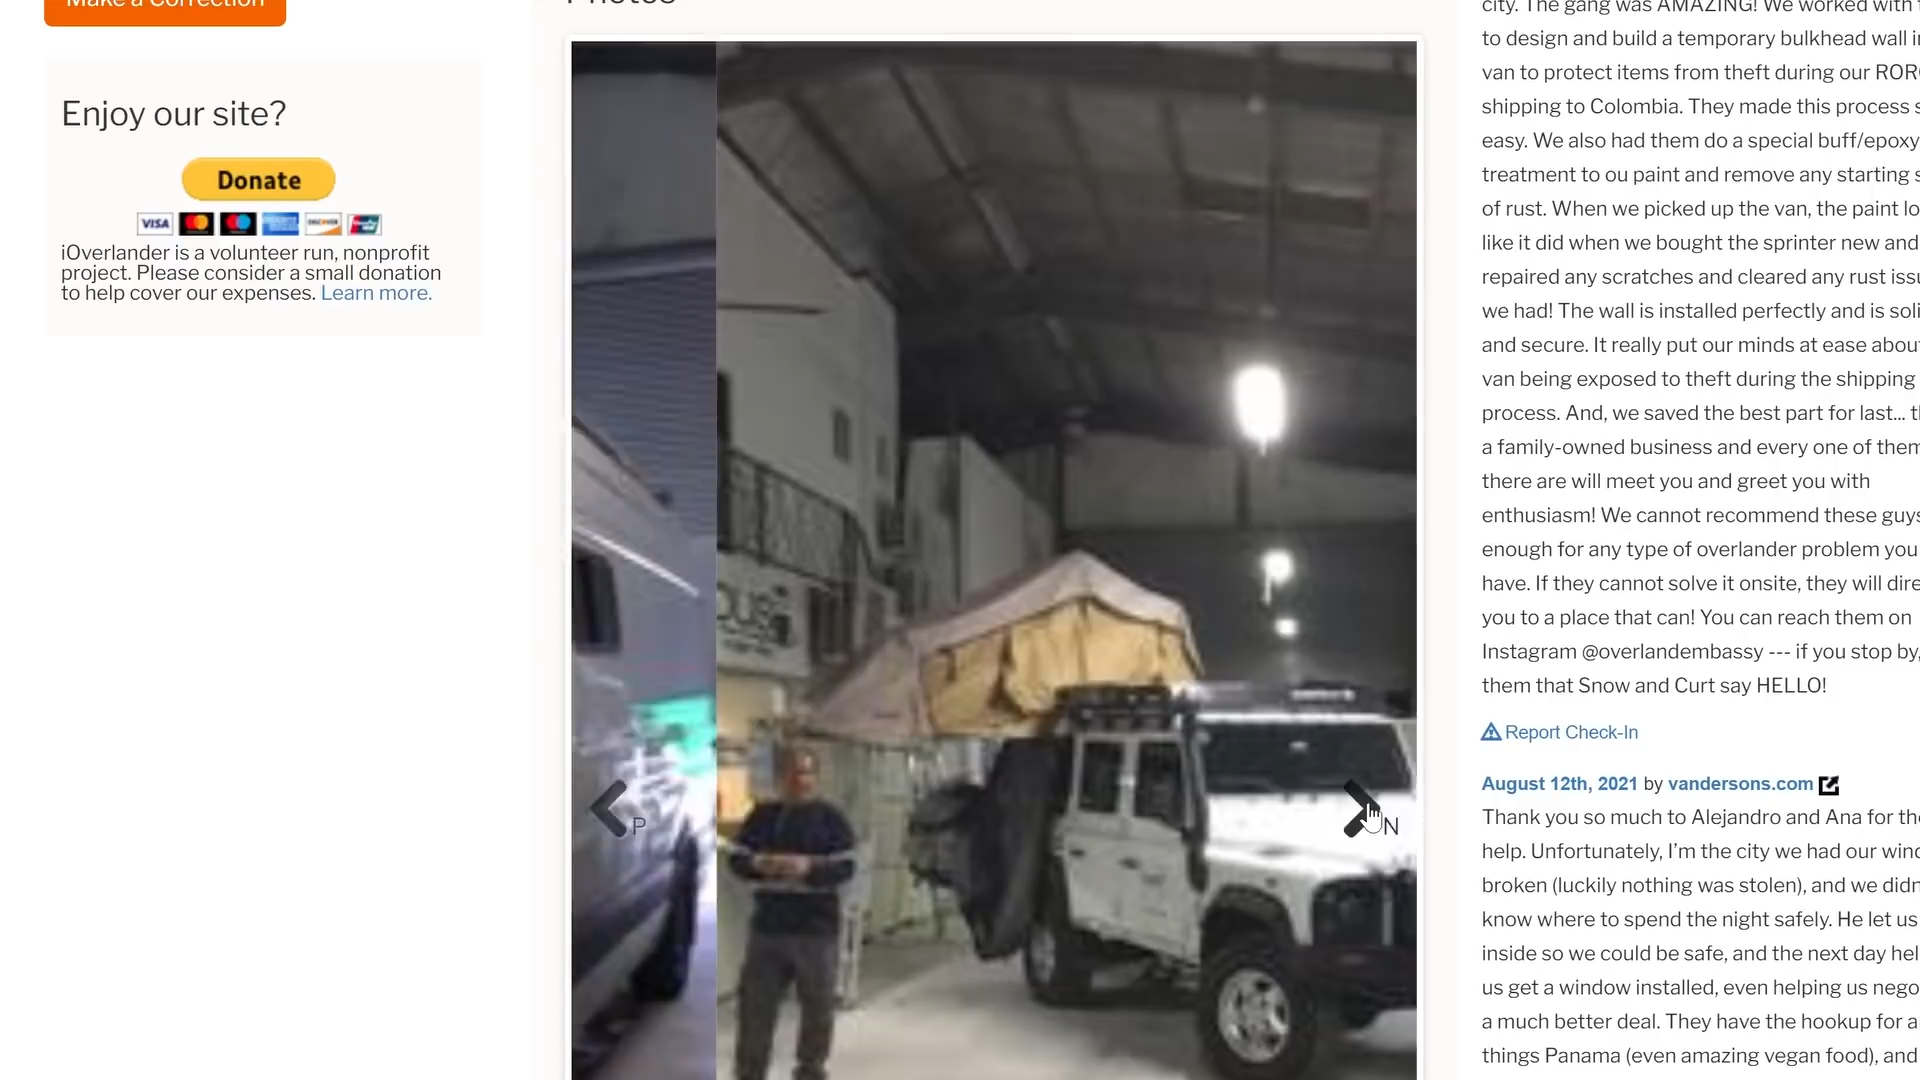 Make a Correction
Photos
Enjoy our site?
Donate
VISA
DISCOVER
iOverlander is a volunteer run, nonprofit
project. Please consider a small donation
to help cover our expenses. Learn more.
P
N
city. The gang was AMAZING! We worked with
to design and build a temporary bulkhead wall
van to protect items from theft during our
shipping to Colombia. They made this process
easy. We also had them do a special buff/epoxy
treatment to ou paint and remove any starting
of rust. When we picked up the van, the paint
like it did when we bought the sprinter new and
repaired any scratches and cleared any rust
we had! The wall is installed perfectly and is
and secure. It really put our minds at ease
van being exposed to theft during the shipping
process. And, we saved the best part for last...
a family-owned business and every one of them
there are will meet you and greet you with
enthusiasm! We cannot recommend these guys
enough for any type of overlander problem you
have. If they cannot solve it onsite, they will
you to a place that can! You can reach them on
Instagram @overlandembassy --- if you stop by,
them that Snow and Curt say HELLO!
Report Check-In
August 12th, 2021 by vandersons.com
Thank you so much to Alejandro and Ana for
help. Unfortunately, I'm the city we had our
broken (luckily nothing was stolen), and we
know where to spend the night safely. He let us
inside so we could be safe, and the next day
us get a window installed, even helping us
a much better deal. They have the hookup for a
things Panama (even amazing vegan food), and